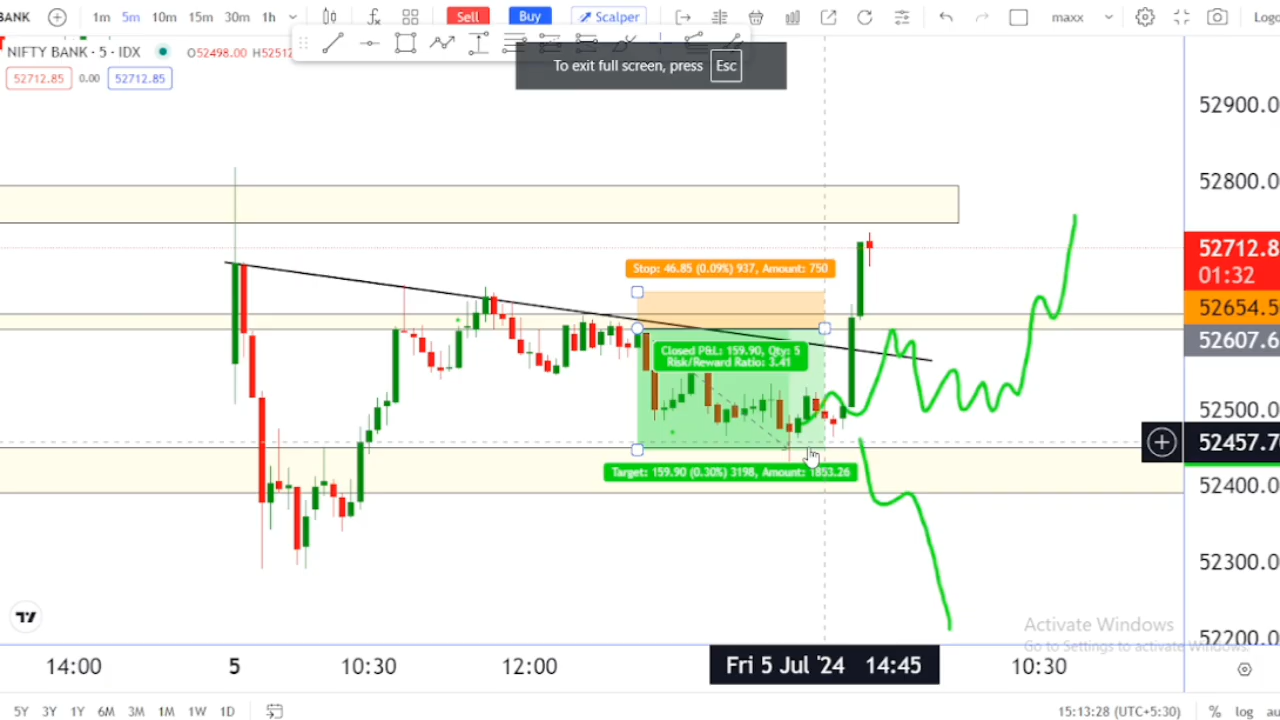 BANK 1m 5m 10m 15m 30m 1h Sell Buy Scalper maxx Log
NIFTY BANK · 5 · IDX O52498.00 H5251
52712.85 0.00 52712.85
To exit full screen, press Esc
52900.0
52800.0
52712.8
01:32
52654.5
52607.6
52500.0
52457.7
52400.0
52300.0
52200.0
Stop: 46.85 (0.09%) 937, Amount: 750
Closed P&L: 159.90, Qty: 5
Risk/Reward Ratio: 3.41
Target: 159.90 (0.30%) 3198, Amount: 1853.26
Activate Windows
Go to Settings to activate Windows.
14:00 5 10:30 12:00 Fri 5 Jul '24 14:45 10:30
5Y 3Y 1Y 6M 3M 1M 1W 1D 15:13:28 (UTC+5:30) % log au